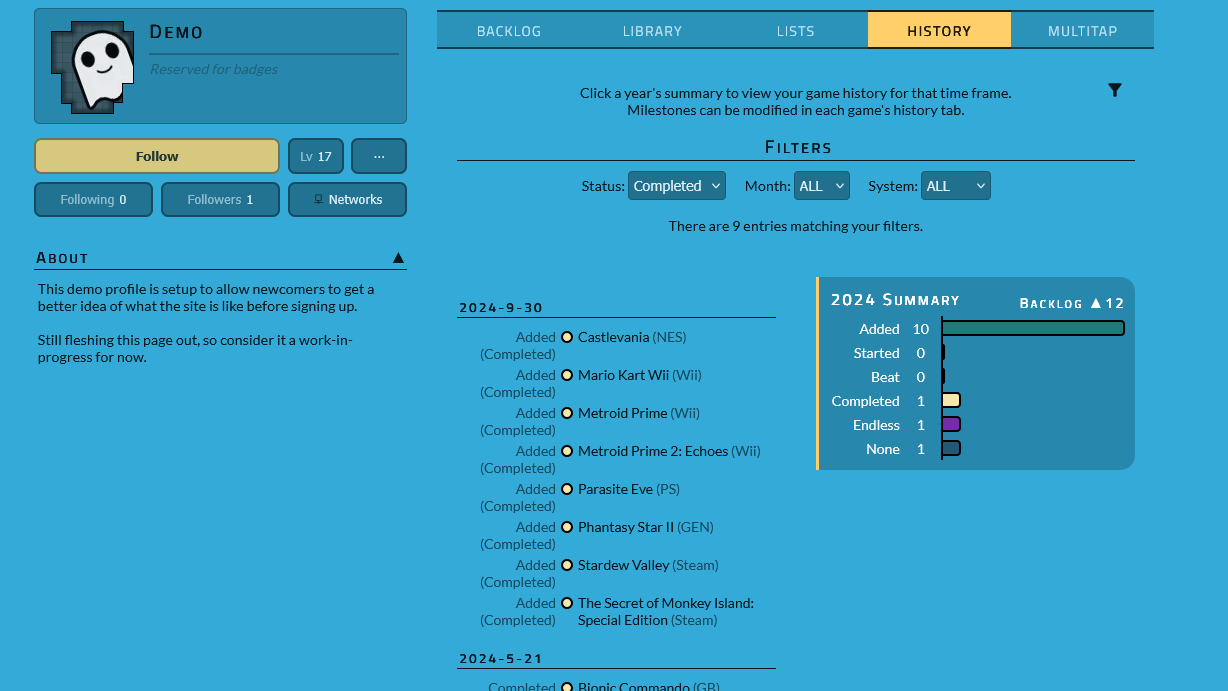 Demo
Reserved for badges
Follow
Lv 17
...
Following 0
Followers 1
Networks
About ▲
This demo profile is setup to allow newcomers to get a
better idea of what the site is like before signing up.
Still fleshing this page out, so consider it a work-in-
progress for now.
BACKLOG LIBRARY LISTS HISTORY MULTITAP
Click a year's summary to view your game history for that time frame.
Milestones can be modified in each game's history tab.
Filters
Status: Completed Month: ALL System: ALL
There are 9 entries matching your filters.
2024-9-30
Added Castlevania (NES)
(Completed)
Added Mario Kart Wii (Wii)
(Completed)
Added Metroid Prime (Wii)
(Completed)
Added Metroid Prime 2: Echoes (Wii)
(Completed)
Added Parasite Eve (PS)
(Completed)
Added Phantasy Star II (GEN)
(Completed)
Added Stardew Valley (Steam)
(Completed)
Added The Secret of Monkey Island:
(Completed) Special Edition (Steam)
2024-5-21
Completed Bionic Commando (GB)
2024 Summary Backlog ▲12
Added 10
Started 0
Beat 0
Completed 1
Endless 1
None 1